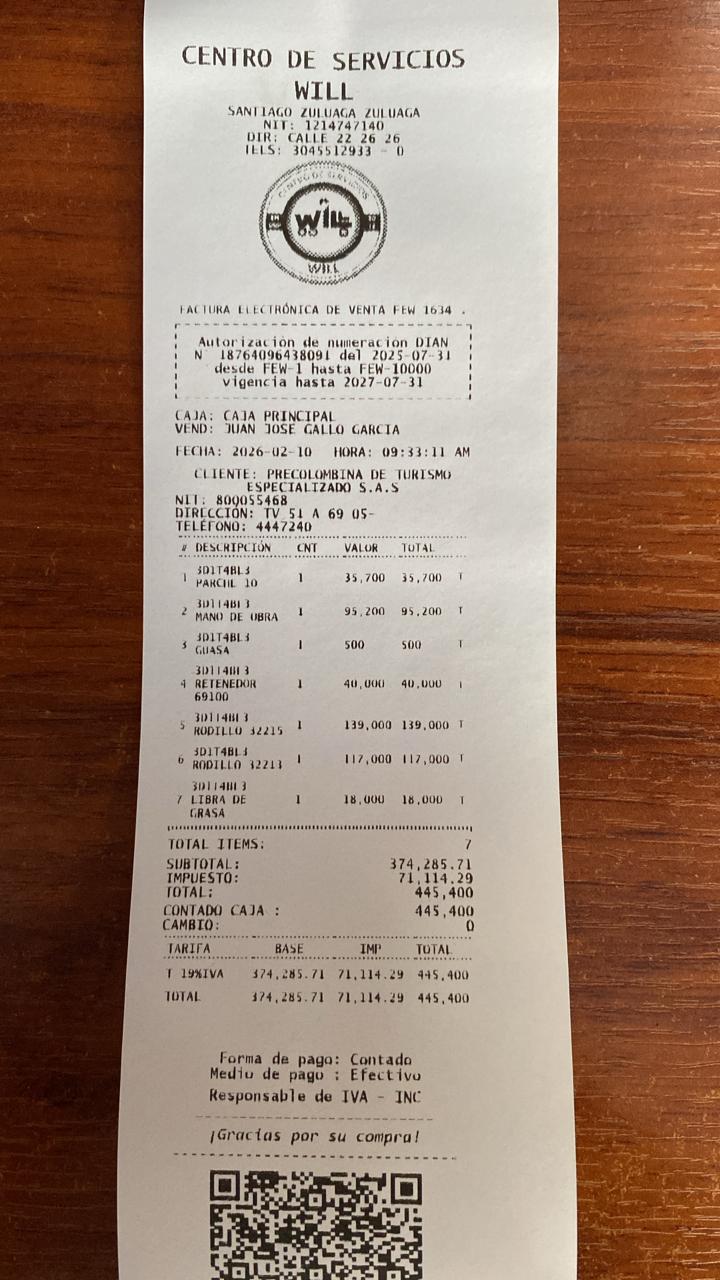 CENTRO DE SERVICIOS
WILL
SANTIAGO ZULUAGA ZULUAGA
NIT: 1214747140
DIR: CALLE 22 26 26
TELS: 3045512933 - 0
CENTRO DE SERVICIOS
will
WILL
FACTURA ELECTRÓNICA DE VENTA FEW 1634 .
Autorización de numeración DIAN
N° 18764096438091 del 2025-07-31
desde FEW-1 hasta FEW-10000
vigencia hasta 2027-07-31
CAJA: CAJA PRINCIPAL
VEND: JUAN JOSE GALLO GARCIA
FECHA: 2026-02-10 HORA: 09:33:11 AM
CLIENTE: PRECOLOMBINA DE TURISMO
ESPECIALIZADO S.A.S
NIT: 800055468
DIRECCIÓN: TV 51 A 69 05-
TELÉFONO: 4447240
# DESCRIPCIÓN CNT VALOR TOTAL
3D1T4BL3
1 PARCHE 10 1 35,700 35,700 T
3D1T4BL3
2 MANO DE OBRA 1 95,200 95,200 T
3D1T4BL3
3 GUASA 1 500 500 T
3D1T4BL3
4 RETENEDOR 1 40,000 40,000 T
69100
3D1T4BL3
5 RODILLO 32215 1 139,000 139,000 T
3D1T4BL3
6 RODILLO 32213 1 117,000 117,000 T
3D1T4BL3
7 LIBRA DE 1 18,000 18,000 T
GRASA
TOTAL ITEMS: 7
SUBTOTAL: 374,285.71
IMPUESTO: 71,114.29
TOTAL: 445,400
CONTADO CAJA : 445,400
CAMBIO: 0
TARIFA BASE IMP TOTAL
T 19%IVA 374,285.71 71,114.29 445,400
TOTAL 374,285.71 71,114.29 445,400
Forma de pago: Contado
Medio de pago : Efectivo
Responsable de IVA - INC
¡Gracias por su compra!